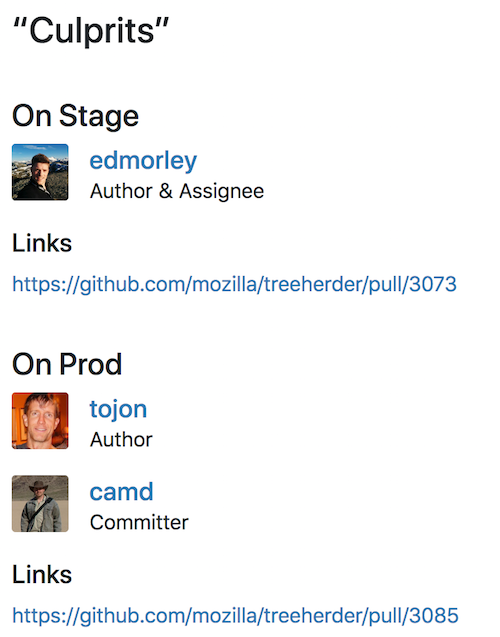 “Culprits”
On Stage
edmorley
Author & Assignee
Links
https://github.com/mozilla/treeherder/pull/3073
On Prod
tojon
Author
camd
Committer
Links
https://github.com/mozilla/treeherder/pull/3085